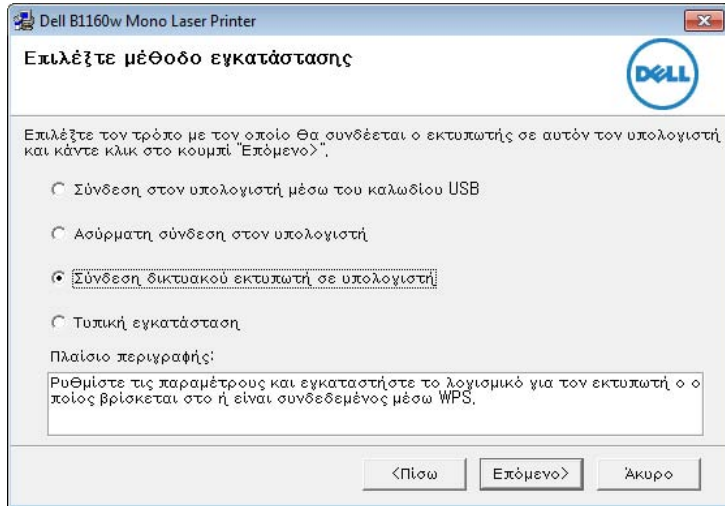 Dell B1160w Mono Laser Printer
Επιλέξτε μέθοδο εγκατάστασης
DELL
Επιλέξτε τον τρόπο με τον οποίο θα συνδέεται ο εκτυπωτής σε αυτόν τον υπολογιστή
και κάντε κλικ στο κουμπί "Επόμενο>".
Σύνδεση στον υπολογιστή μέσω του καλωδίου USB
Ασύρματη σύνδεση στον υπολογιστή
Σύνδεση δικτυακού εκτυπωτή σε υπολογιστή
Τυπική εγκατάσταση
Πλαίσιο περιγραφής:
Ρυθμίστε τις παραμέτρους και εγκαταστήστε το λογισμικό για τον εκτυπωτή ο ο
ποίος βρίσκεται στο ή είναι συνδεδεμένος μέσω WPS.
<Πίσω
Επόμενο>
Άκυρο